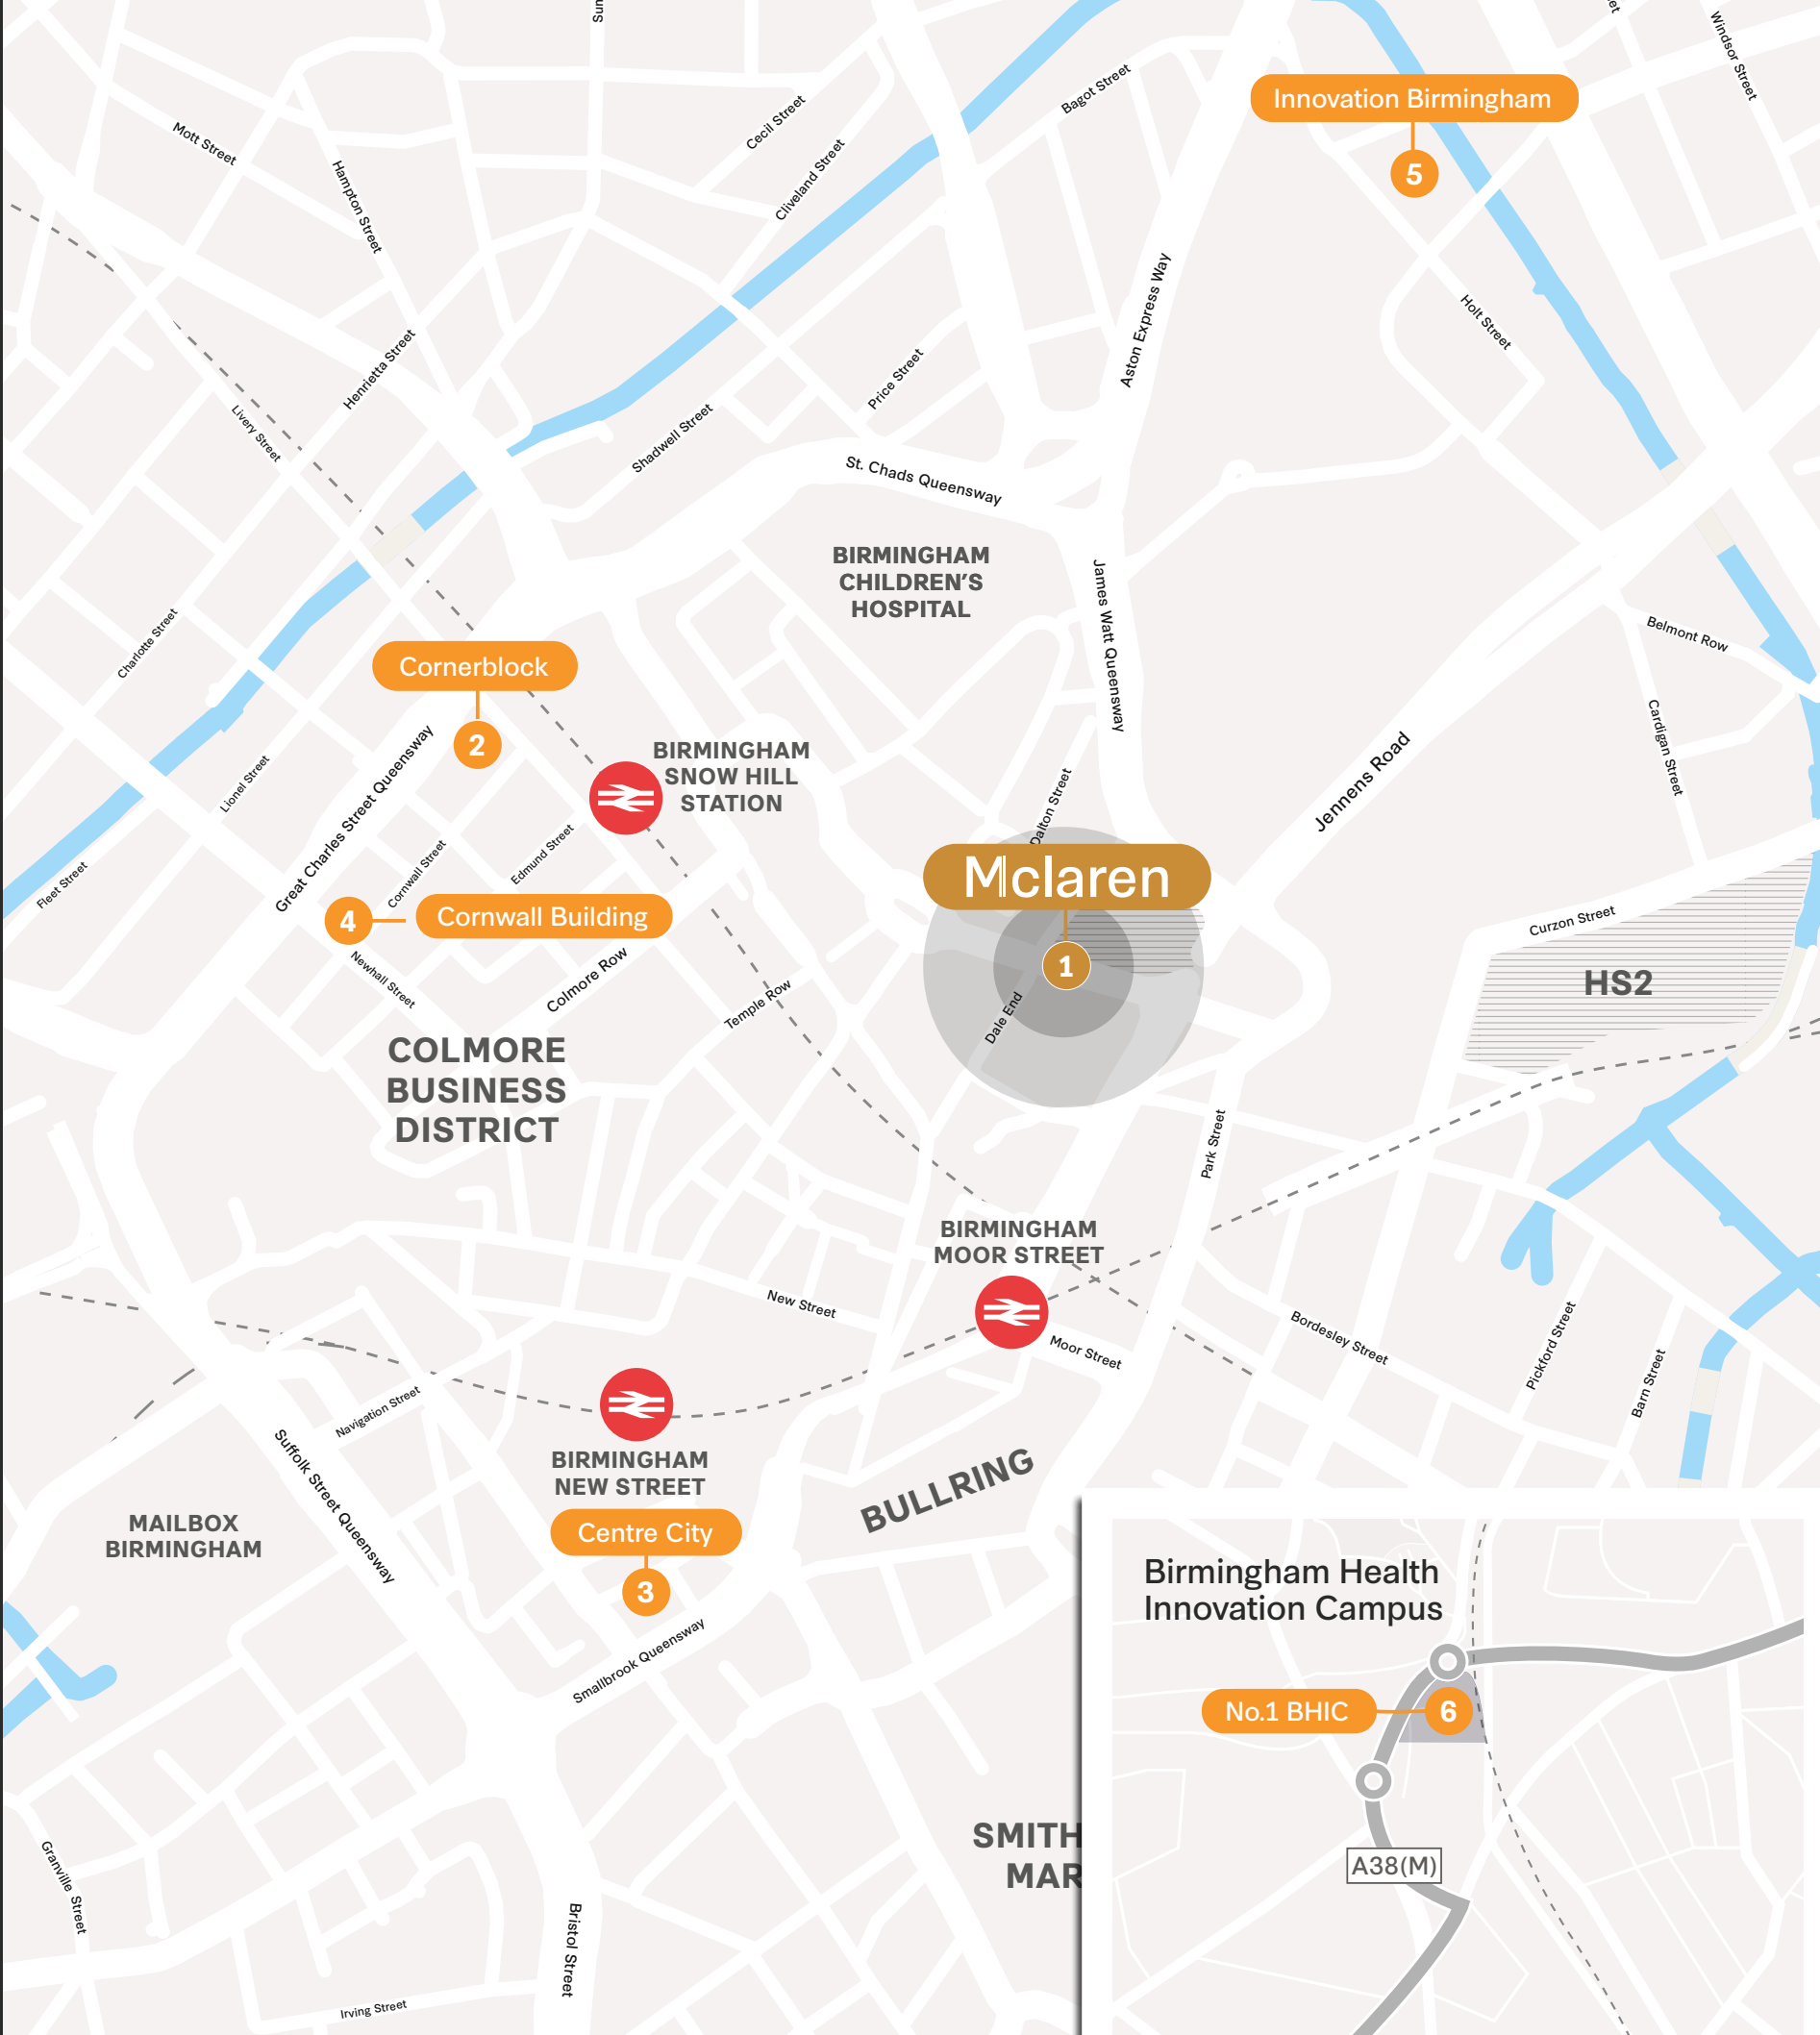 Sun
et
Windsor Street
Innovation Birmingham
5
Bagot Street
Cecil Street
Mott Street
Cliveland Street
Hampton Street
Aston Express Way
Holt Street
Henrietta Street
Price Street
Livery Street
Shadwell Street
St. Chads Queensway
BIRMINGHAM
CHILDREN'S
HOSPITAL
James Watt Queensway
Charlotte Street
Belmont Row
Cornerblock
2
Cardigan Street
BIRMINGHAM
SNOW HILL
STATION
Jennens Road
Lionel Street
Great Charles Street Queensway
Dalton Street
Edmund Street
Cornwall Street
Fleet Street
Mclaren
1
4
Cornwall Building
Curzon Street
HS2
Newhall Street
Colmore Row
Temple Row
Dale End
COLMORE
BUSINESS
DISTRICT
Park Street
BIRMINGHAM
MOOR STREET
New Street
Moor Street
Bordesley Street
Pickford Street
Barn Street
Navigation Street
BIRMINGHAM
NEW STREET
Suffolk Street Queensway
BULLRING
MAILBOX
BIRMINGHAM
Centre City
3
Smallbrook Queensway
Birmingham Health
Innovation Campus
No.1 BHIC
6
SMITH
MAR
A38(M)
Granville Street
Bristol Street
Irving Street